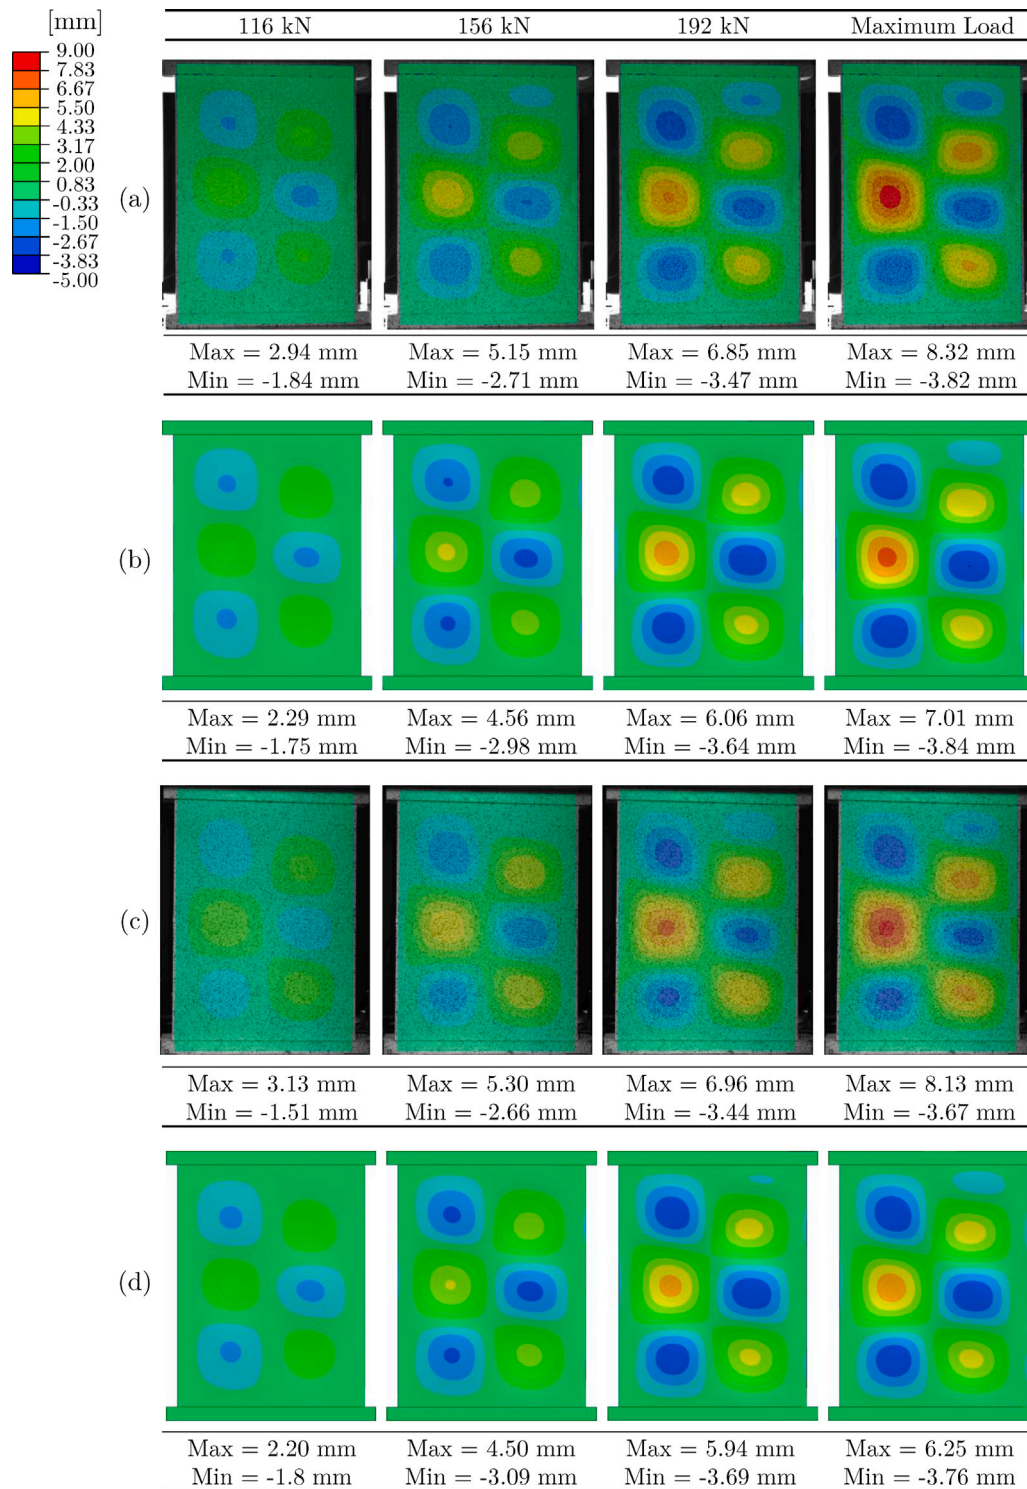 [mm]
116 kN 156 kN 192 kN Maximum Load
9.00
7.83
6.67
5.50
4.33
3.17
2.00
0.83
-0.33
-1.50
-2.67
-3.83
-5.00
(a)
Max = 2.94 mm Max = 5.15 mm Max = 6.85 mm Max = 8.32 mm
Min = -1.84 mm Min = -2.71 mm Min = -3.47 mm Min = -3.82 mm
(b)
Max = 2.29 mm Max = 4.56 mm Max = 6.06 mm Max = 7.01 mm
Min = -1.75 mm Min = -2.98 mm Min = -3.64 mm Min = -3.84 mm
(c)
Max = 3.13 mm Max = 5.30 mm Max = 6.96 mm Max = 8.13 mm
Min = -1.51 mm Min = -2.66 mm Min = -3.44 mm Min = -3.67 mm
(d)
Max = 2.20 mm Max = 4.50 mm Max = 5.94 mm Max = 6.25 mm
Min = -1.8 mm Min = -3.09 mm Min = -3.69 mm Min = -3.76 mm